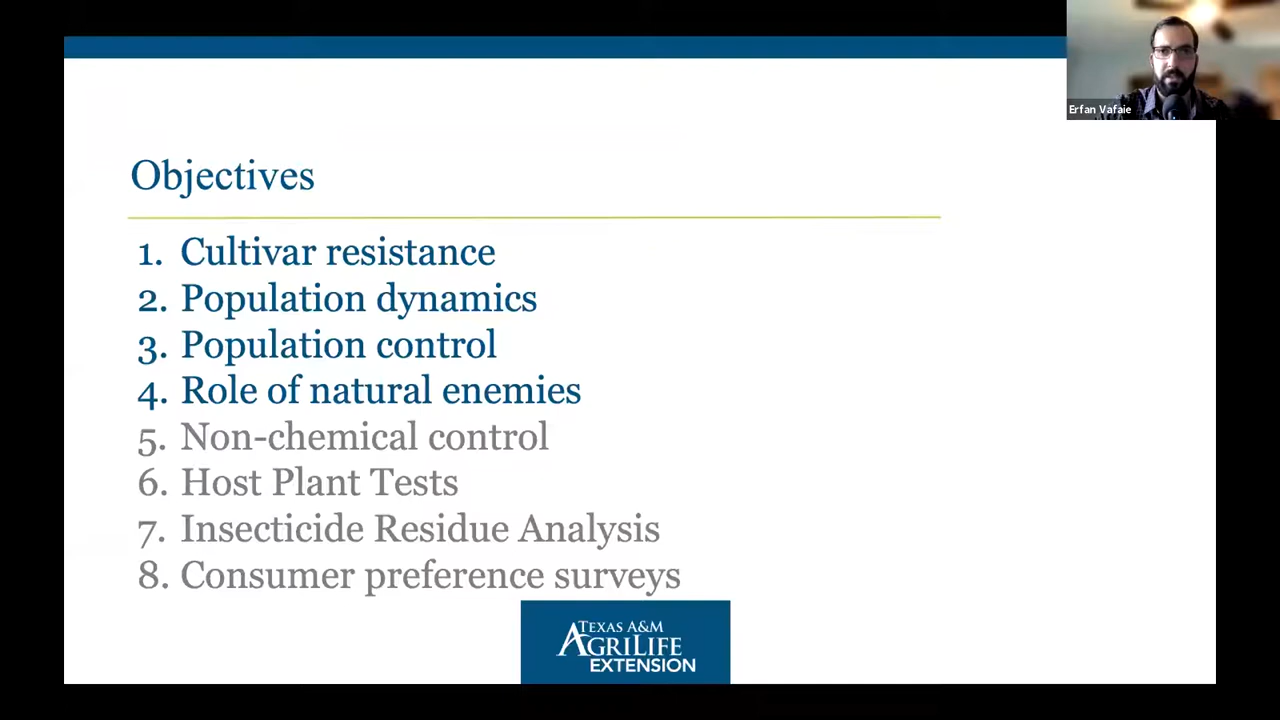 Erfan Vafaie
Objectives
1. Cultivar resistance
2. Population dynamics
3. Population control
4. Role of natural enemies
5. Non-chemical control
6. Host Plant Tests
7. Insecticide Residue Analysis
8. Consumer preference surveys
TEXAS A&M
AGRILIFE
EXTENSION